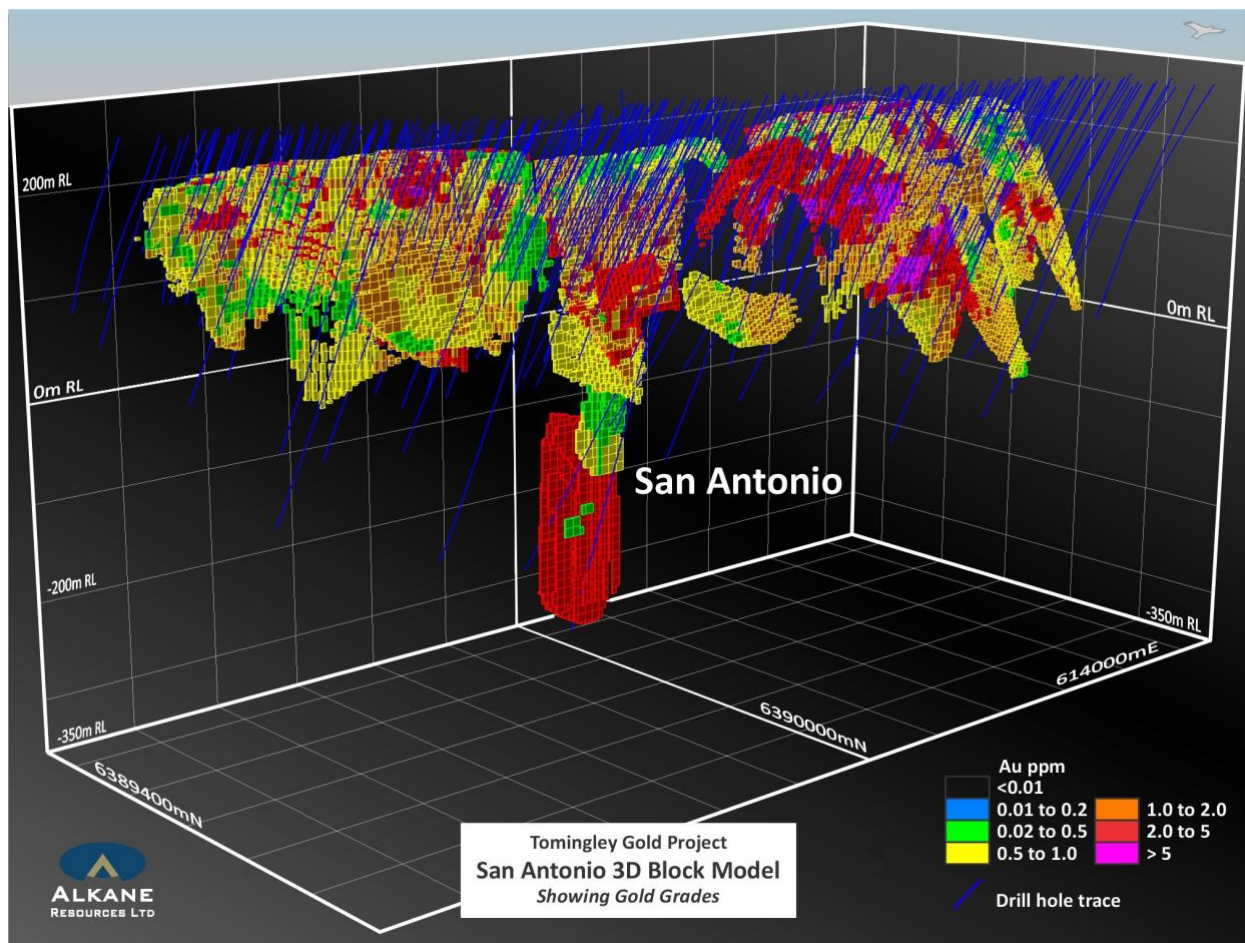 200m RL
0m RL
0m RL
San Antonio
-200m RL
-350m RL
614000mE
6390000mN
-350m RL
6389400mN
Au ppm
<0.01
0.01 to 0.2
1.0 to 2.0
0.02 to 0.5
2.0 to 5
0.5 to 1.0
> 5
Drill hole trace
Tomingley Gold Project
San Antonio 3D Block Model
Showing Gold Grades
ALKANE
RESOURCES LTD